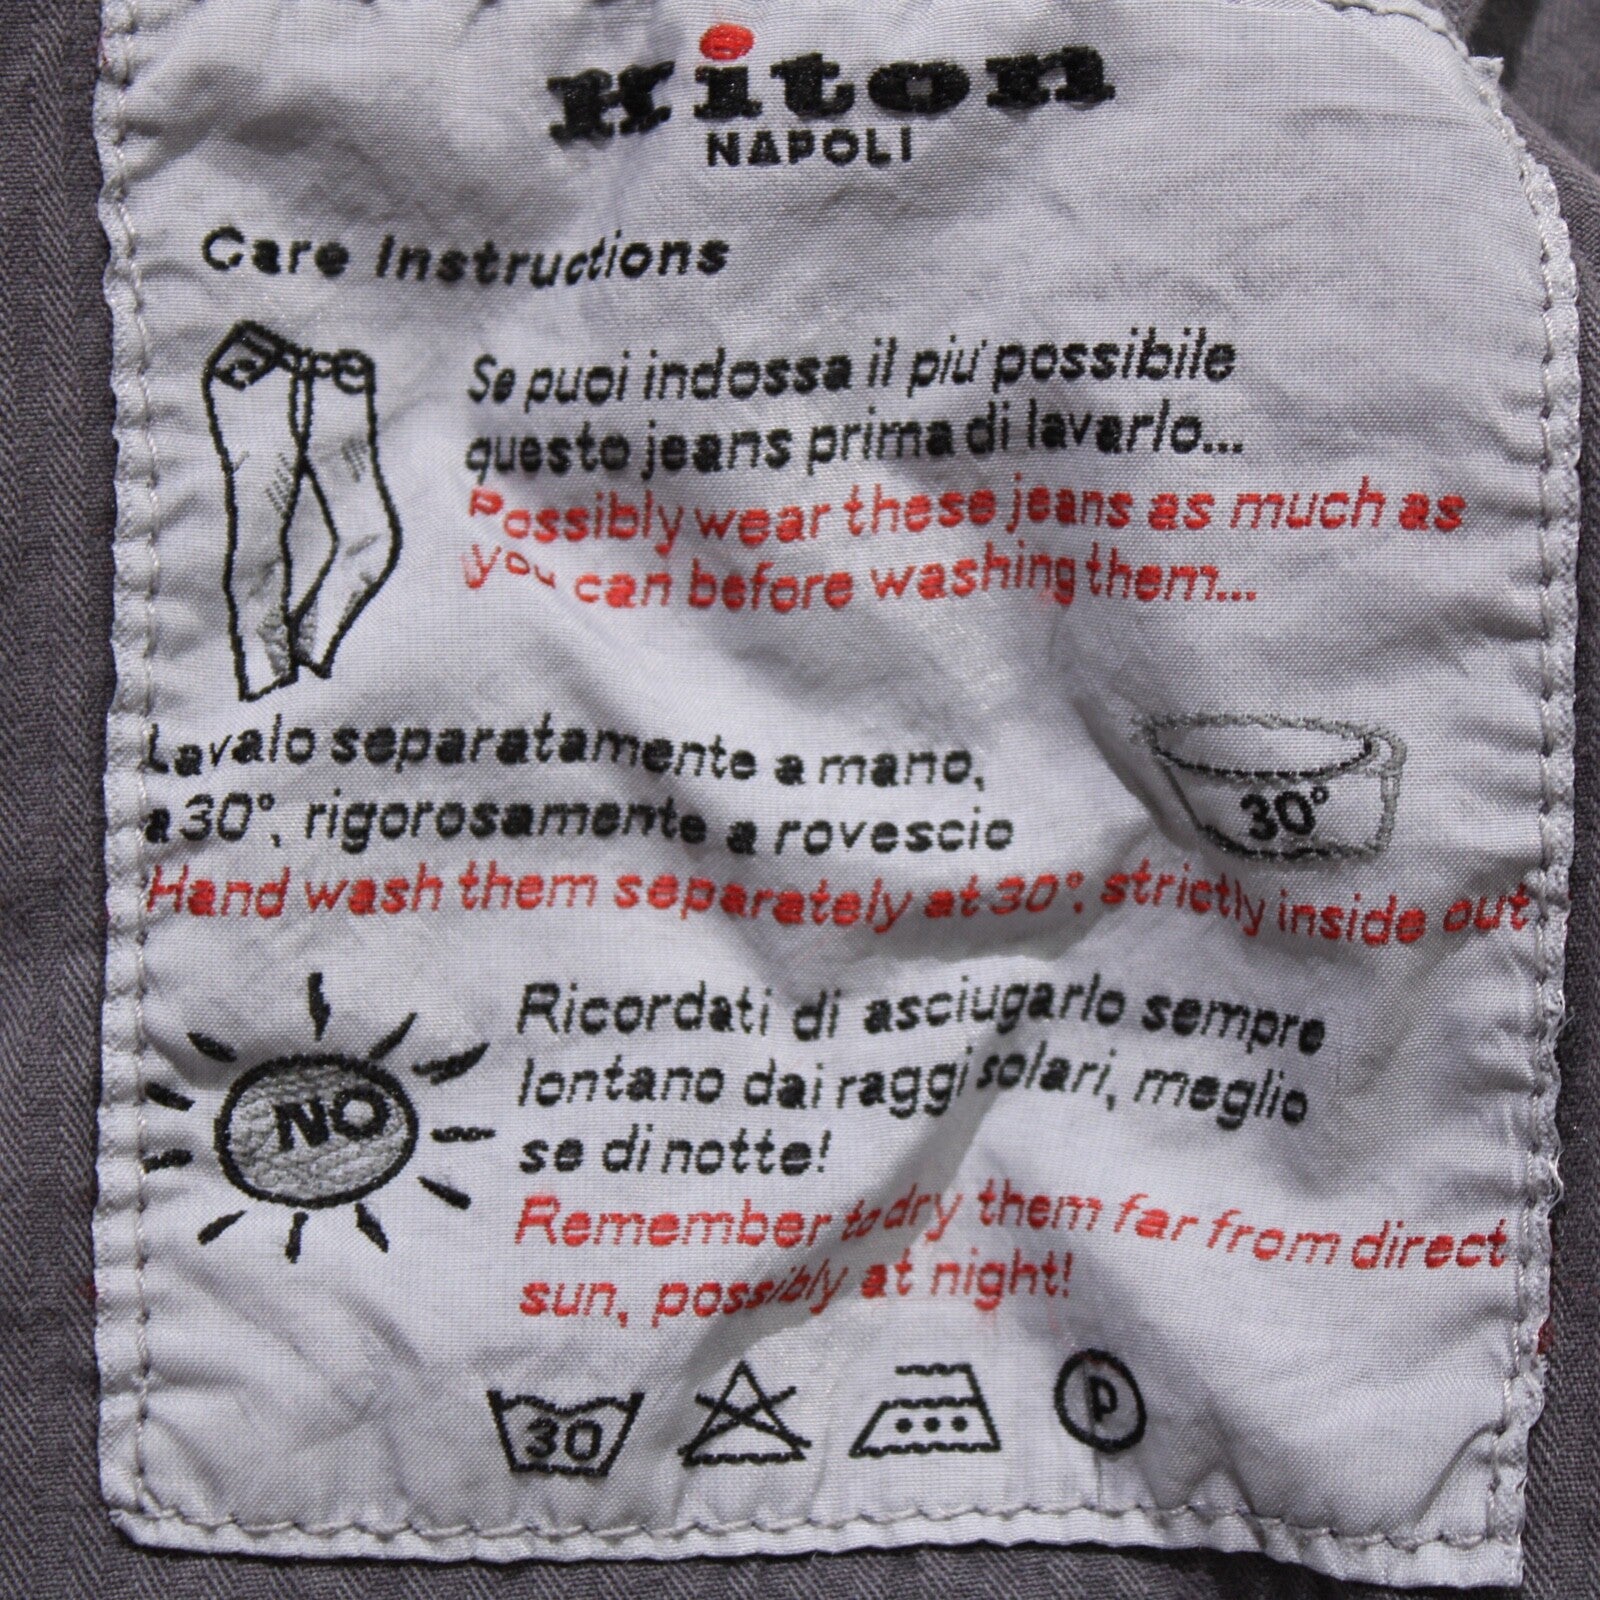 Kiton
NAPOLI
Care Instructions
Se puoi indossa il piu' possibile
questo jeans prima di lavarlo...
Possibly wear these jeans as much as
you can before washing them...
Lavalo separatamente a mano,
a 30°, rigorosamente a rovescio
30°
Hand wash them separately at 30°, strictly inside out
Ricordati di asciugarlo sempre
lontano dai raggi solari, meglio
se di notte!
NO
Remember to dry them far from direct
sun, possibly at night!
30
P